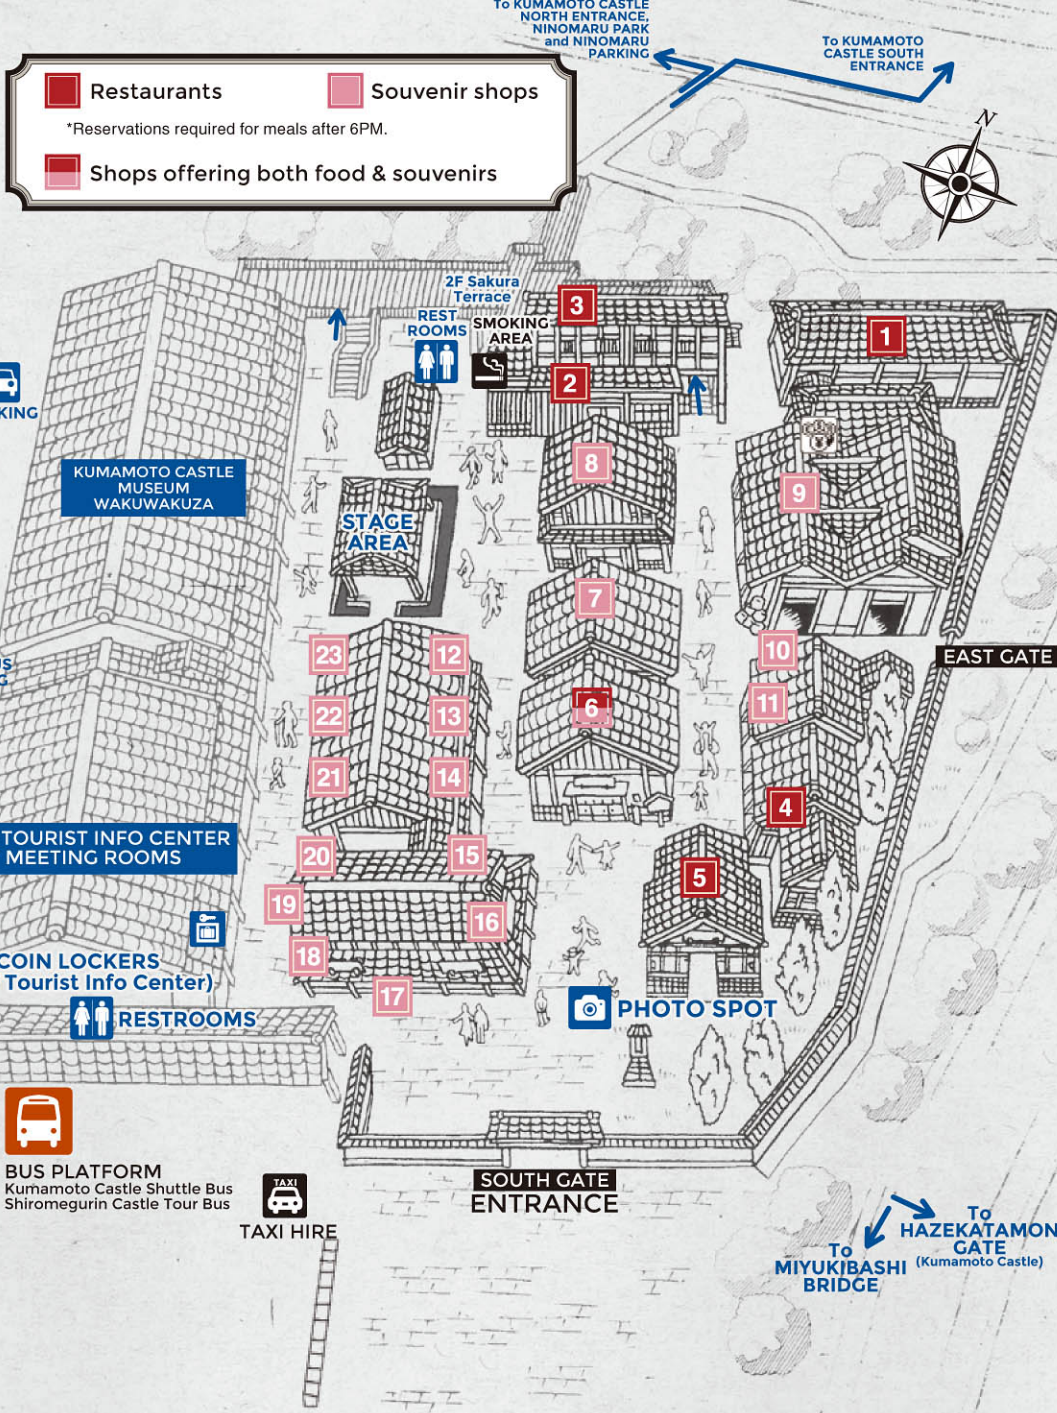 To KUMAMOTO CASTLE
NORTH ENTRANCE,
NINOMARU PARK
and NINOMARU
PARKING
To KUMAMOTO
CASTLE SOUTH
ENTRANCE
Restaurants
Souvenir shops
*Reservations required for meals after 6PM.
Shops offering both food & souvenirs
N
2F Sakura
Terrace
REST
ROOMS
SMOKING
AREA
3
1
2
KING
KUMAMOTO CASTLE
MUSEUM
WAKUWAKUZA
8
9
STAGE
AREA
7
23
12
10
EAST GATE
US
G
22
13
6
11
21
14
4
TOURIST INFO CENTER
MEETING ROOMS
20
15
5
19
16
18
COIN LOCKERS
Tourist Info Center)
17
PHOTO SPOT
RESTROOMS
BUS PLATFORM
Kumamoto Castle Shuttle Bus
Shiromegurin Castle Tour Bus
TAXI
TAXI HIRE
SOUTH GATE
ENTRANCE
To
HAZEKATAMON
GATE
(Kumamoto Castle)
To
MIYUKIBASHI
BRIDGE